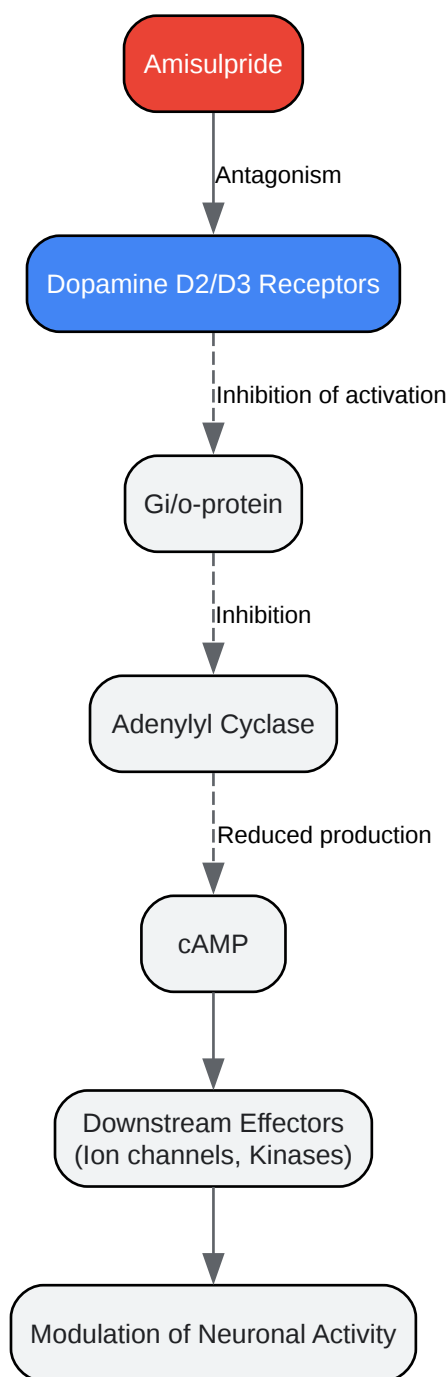 Amisulpride
Antagonism
Dopamine D2/D3 Receptors
Inhibition of activation
Gi/o-protein
Inhibition
Adenylyl Cyclase
Reduced production
cAMP
Downstream Effectors
(Ion channels, Kinases)
Modulation of Neuronal Activity